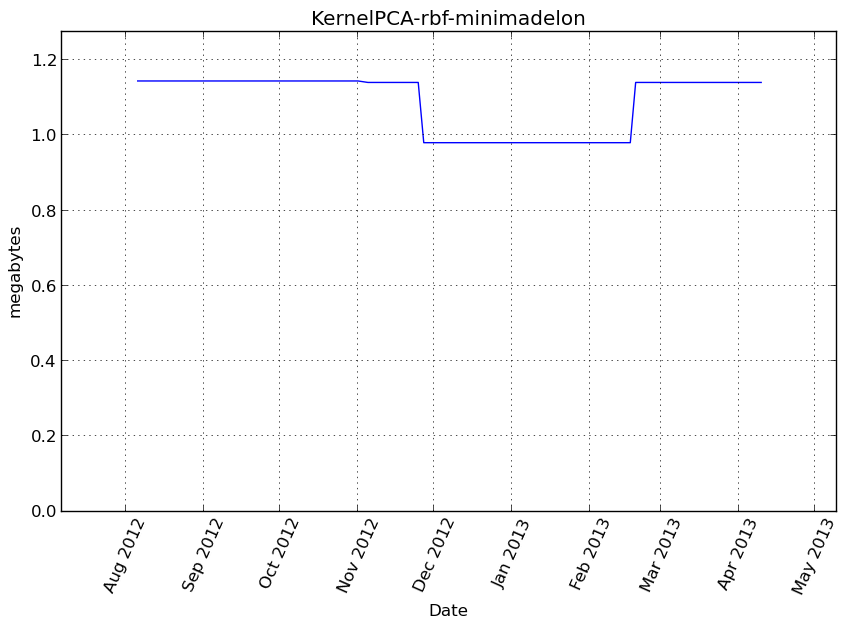 KernelPCA-rbf-minimadelon
1.2
1.0
0.8
0.6
0.4
0.2
0.0
megabytes
Aug 2012
Sep 2012
Oct 2012
Nov 2012
Dec 2012
Jan 2013
Feb 2013
Mar 2013
Apr 2013
May 2013
Date